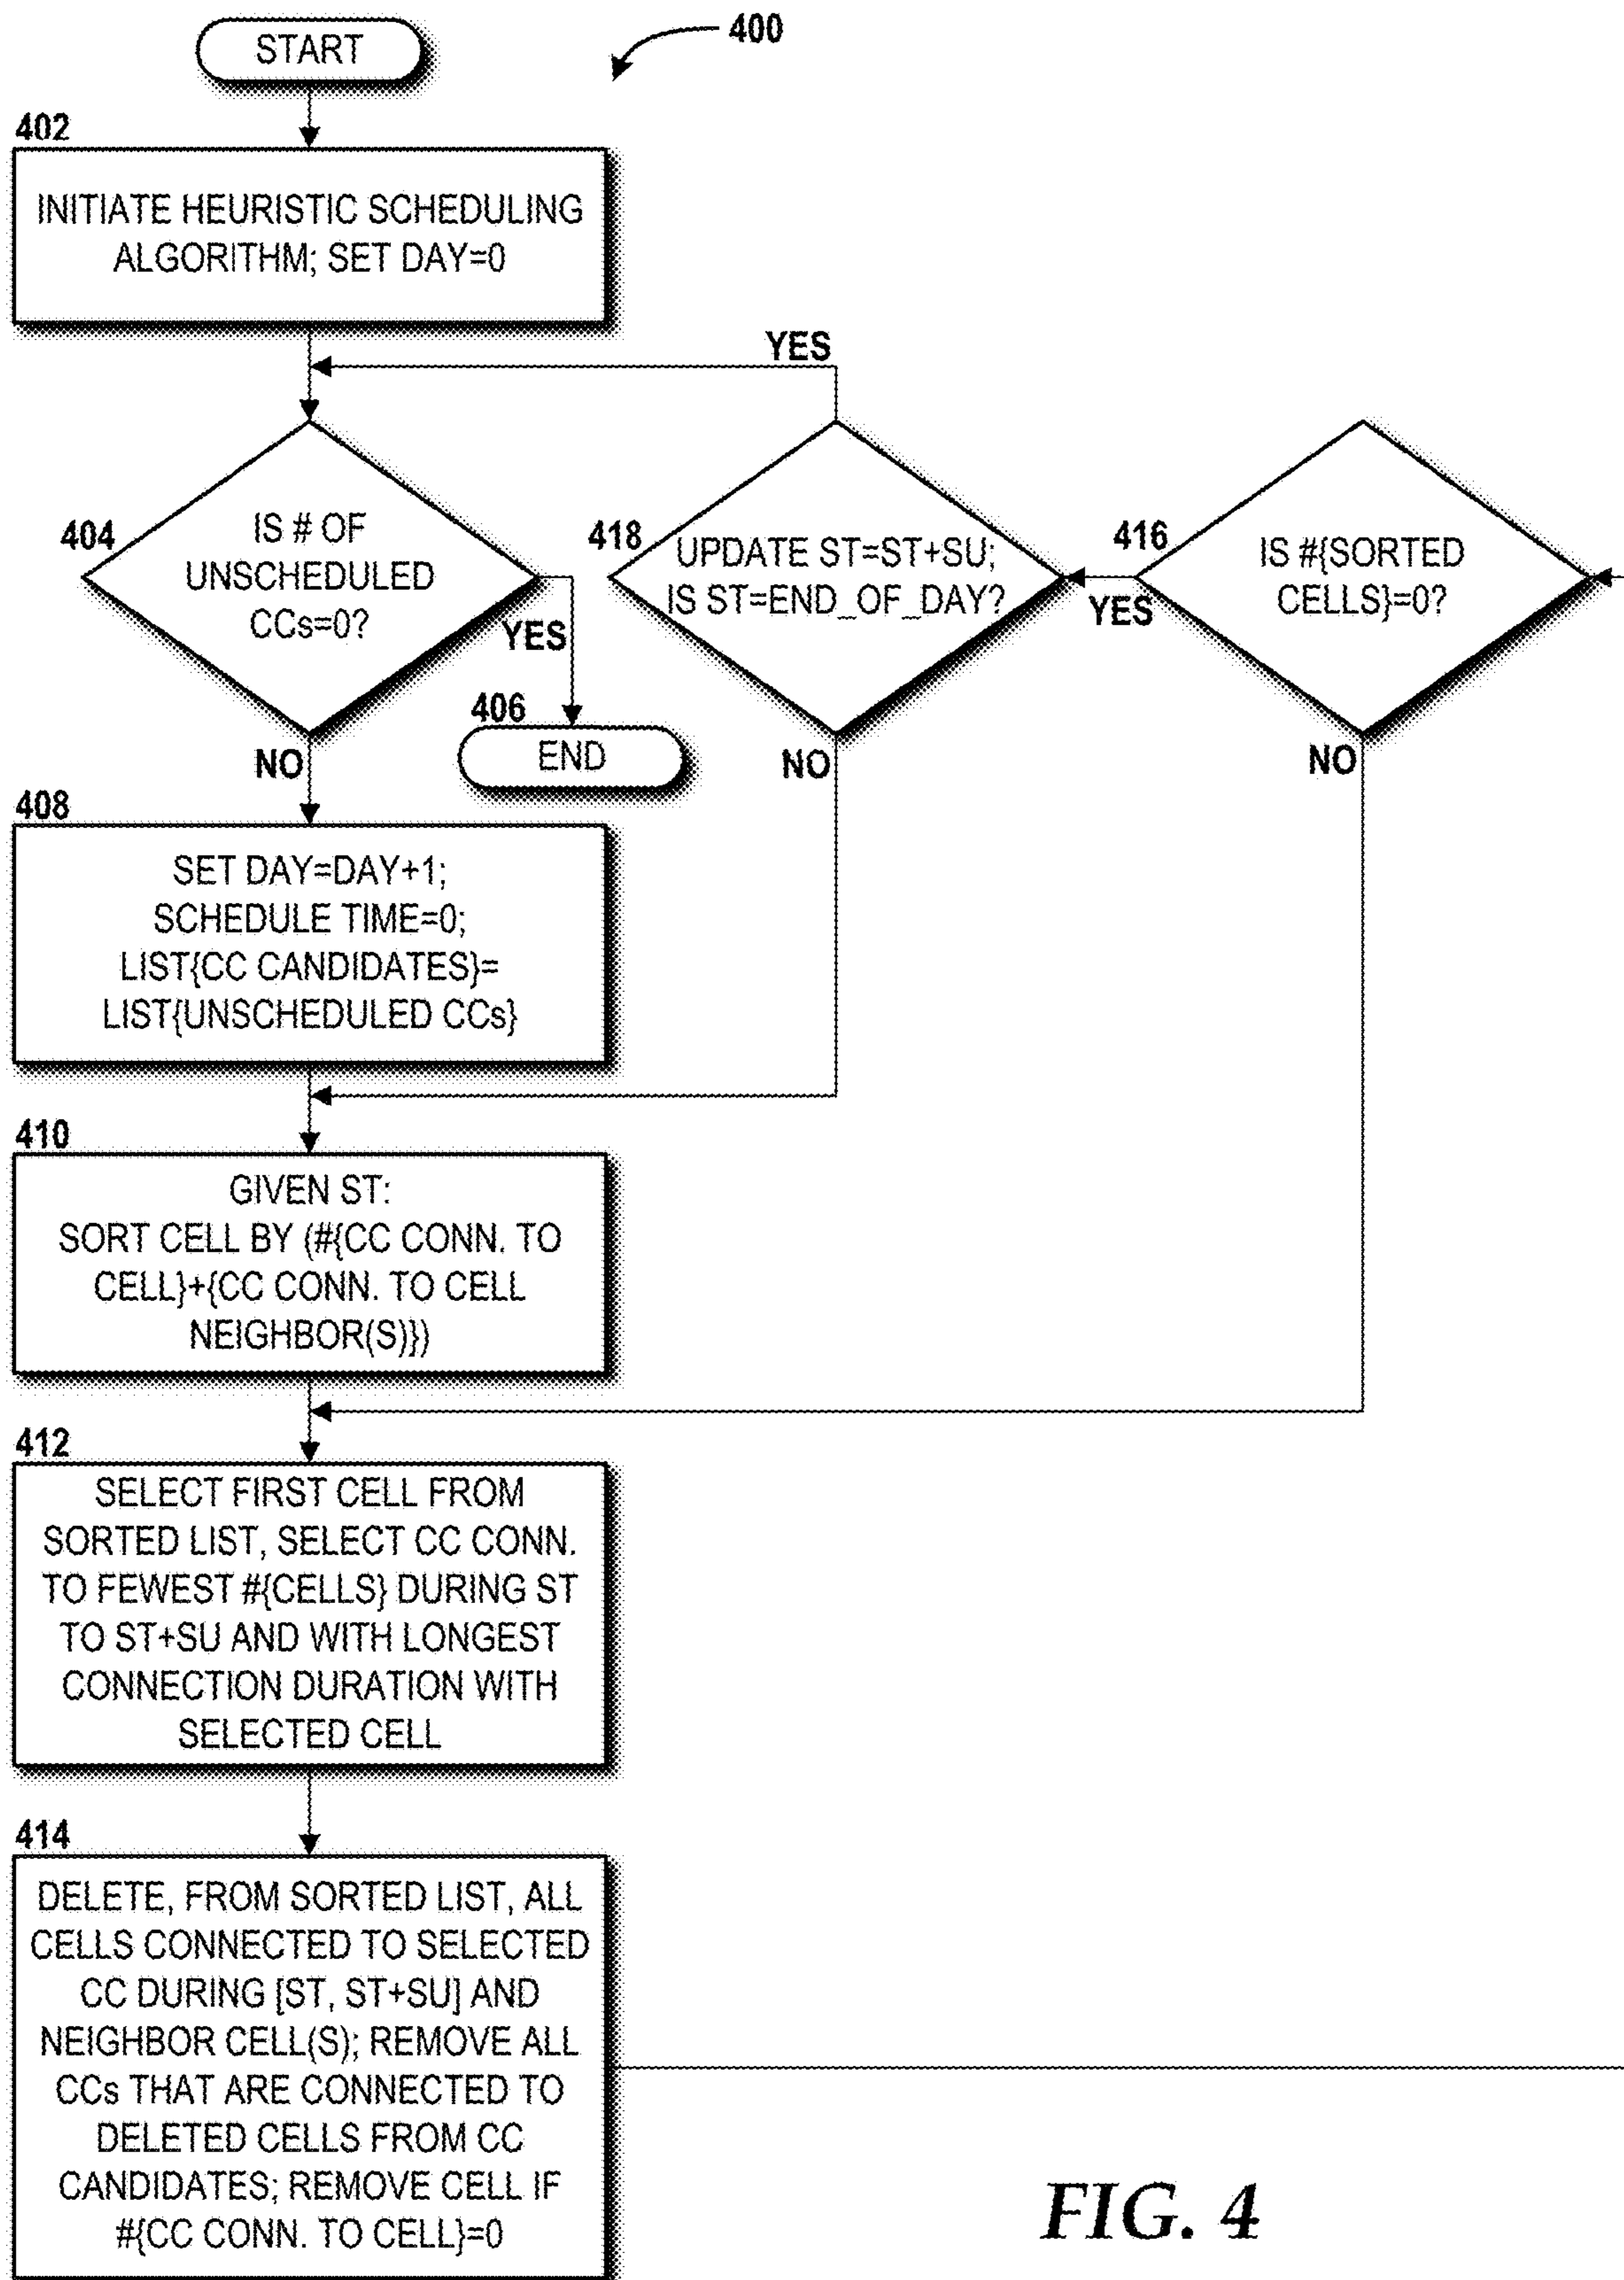 START
400
402
INITIATE HEURISTIC SCHEDULING
ALGORITHM; SET DAY=0
YES
404
IS # OF
UNSCHEDULED
CCs=0?
YES
418
UPDATE ST=ST+SU;
IS ST=END_OF_DAY?
416
IS #{SORTED
CELLS}=0?
YES
406
END
NO
NO
NO
408
SET DAY=DAY+1;
SCHEDULE TIME=0;
LIST{CC CANDIDATES}=
LIST{UNSCHEDULED CCs}
410
GIVEN ST:
SORT CELL BY (#{CC CONN. TO
CELL}+{CC CONN. TO CELL
NEIGHBOR(S)})
412
SELECT FIRST CELL FROM
SORTED LIST, SELECT CC CONN.
TO FEWEST #{CELLS} DURING ST
TO ST+SU AND WITH LONGEST
CONNECTION DURATION WITH
SELECTED CELL
414
DELETE, FROM SORTED LIST, ALL
CELLS CONNECTED TO SELECTED
CC DURING [ST, ST+SU] AND
NEIGHBOR CELL(S); REMOVE ALL
CCs THAT ARE CONNECTED TO
DELETED CELLS FROM CC
CANDIDATES; REMOVE CELL IF
#{CC CONN. TO CELL}=0
FIG. 4